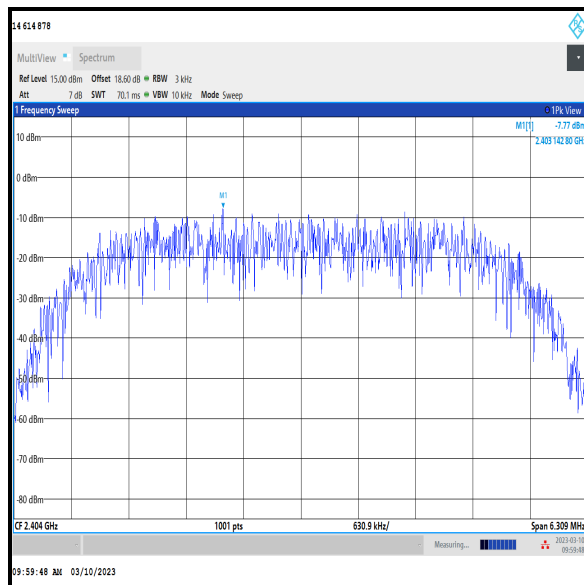 14 614 878
MultiView Spectrum
Ref Level 15.00 dBm Offset 18.60 dB RBW 3 kHz
Att 7 dB SWT 70.1 ms VBW 10 kHz Mode Sweep
1 Frequency Sweep 1Pk View
M1[1] -7.77 dBm
2.403 142 80 GHz
10 dBm
0 dBm
M1
-10 dBm
-20 dBm
-30 dBm
-40 dBm
-50 dBm
-60 dBm
-70 dBm
-80 dBm
CF 2.404 GHz 1001 pts 630.9 kHz/ Span 6.309 MHz
Measuring... 2023-03-10
09:59:48
09:59:48 AM 03/10/2023